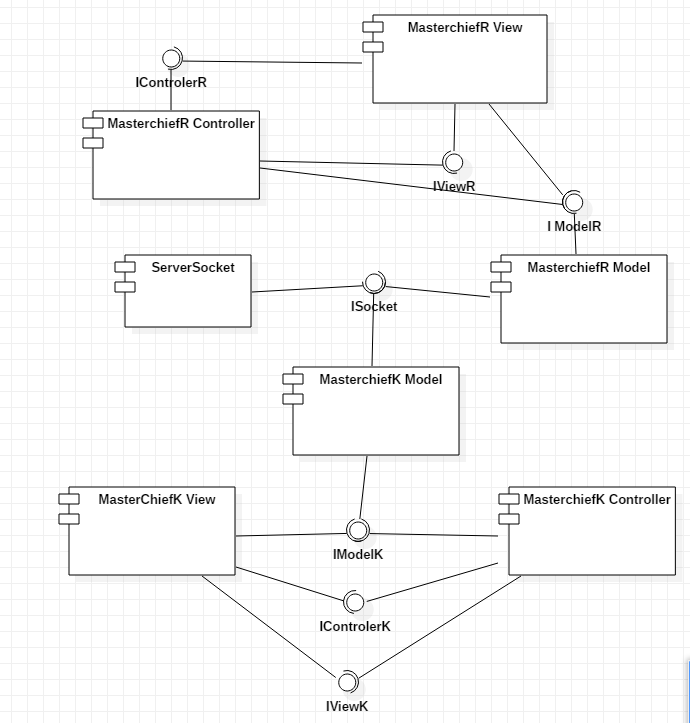 MasterchiefR View
IControlerR
MasterchiefR Controller
IViewR
I ModelR
ServerSocket
MasterchiefR Model
ISocket
MasterchiefK Model
MasterChiefK View
MasterchiefK Controller
IModelK
IControlerK
IViewK